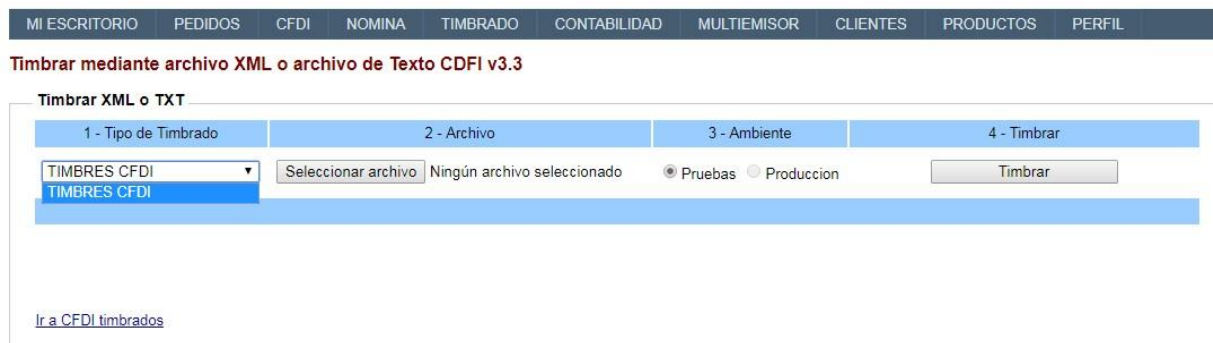 MI ESCRITORIO PEDIDOS CFDI NOMINA TIMBRADO CONTABILIDAD MULTIEMISOR CLIENTES PRODUCTOS PERFIL
Timbrar mediante archivo XML o archivo de Texto CDFI v3.3
Timbrar XML o TXT
1 - Tipo de Timbrado 2 - Archivo 3 - Ambiente 4 - Timbrar
TIMBRES CFDI Seleccionar archivo Ningún archivo seleccionado Pruebas Produccion Timbrar
TIMBRES CFDI
Ir a CFDI timbrados